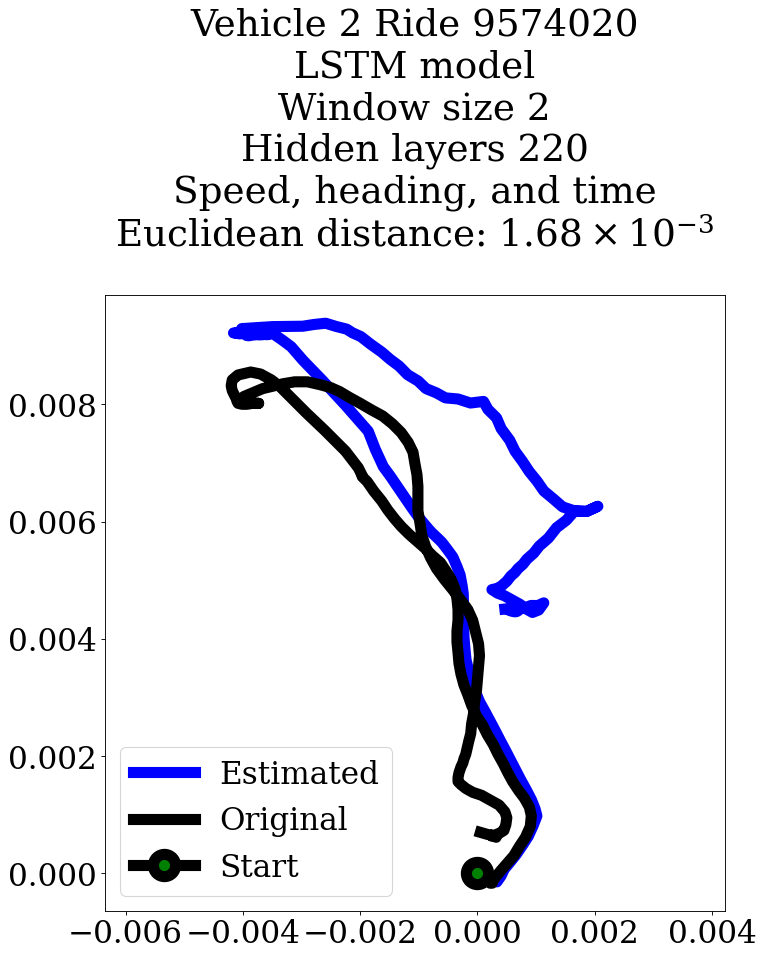 Vehicle 2 Ride 9574020
LSTM model
Window size 2
Hidden layers 220
Speed, heading, and time
Euclidean distance: 1.68 × 10⁻³
0.008
0.006
0.004
0.002
0.000
Estimated
Original
Start
−0.006 −0.004 −0.002 0.000 0.002 0.004